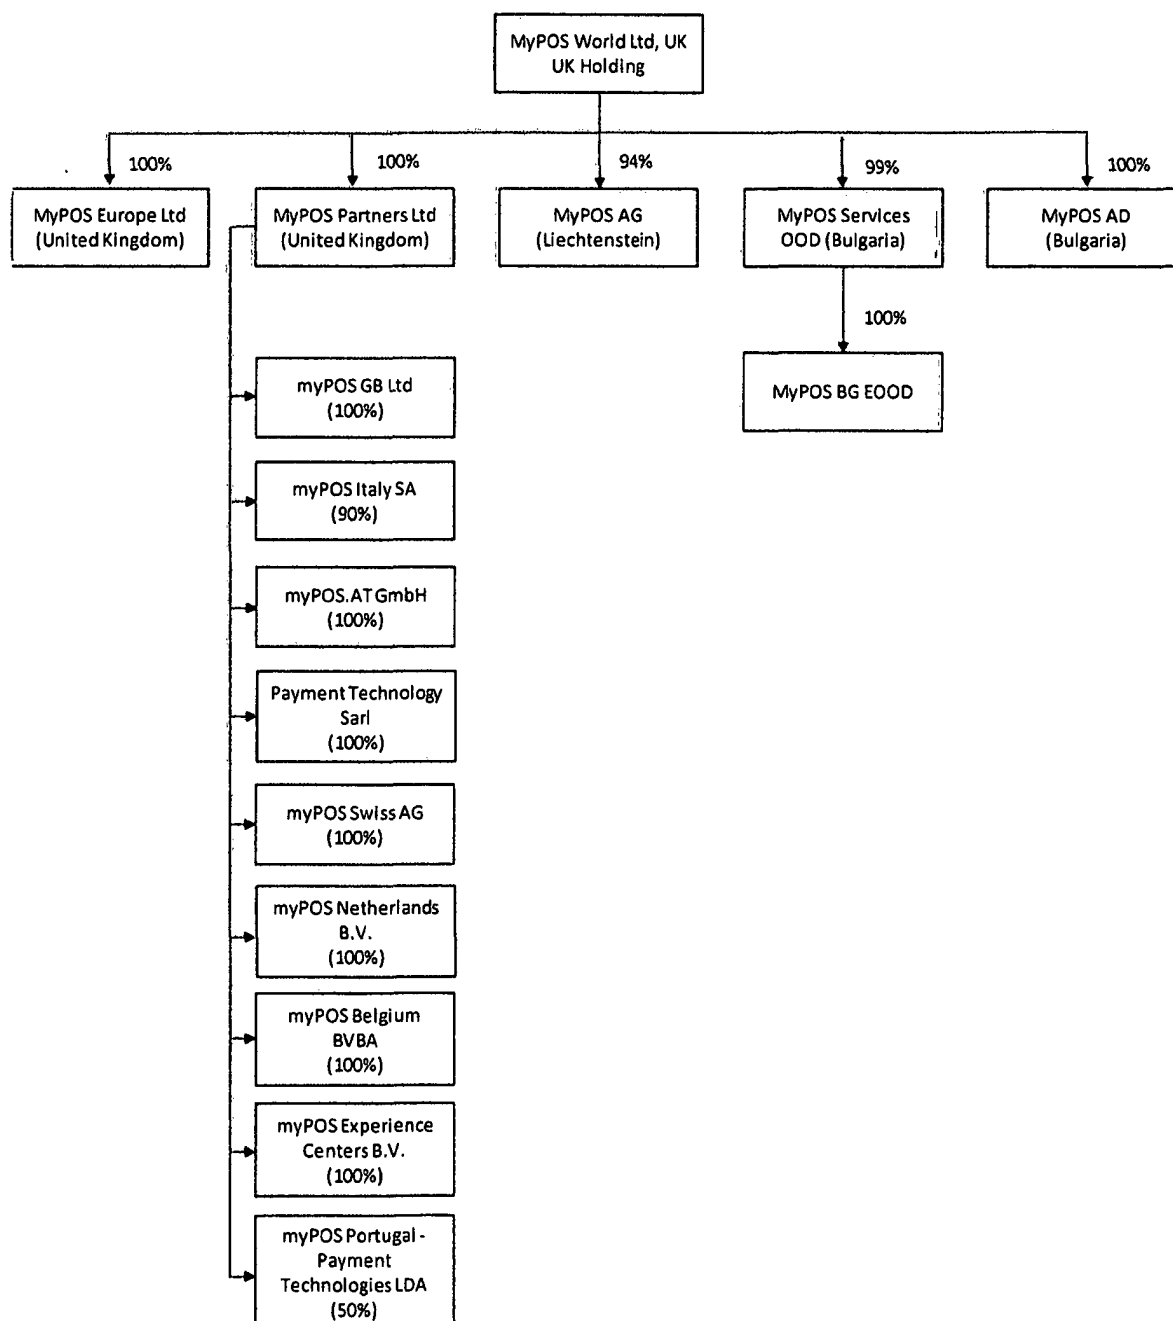 MyPOS World Ltd, UK
UK Holding
100%
100%
94%
99%
100%
MyPOS Europe Ltd
(United Kingdom)
MyPOS Partners Ltd
(United Kingdom)
MyPOS AG
(Liechtenstein)
MyPOS Services
OOD (Bulgaria)
MyPOS AD
(Bulgaria)
100%
MyPOS BG EOOD
myPOS GB Ltd
(100%)
myPOS Italy SA
(90%)
myPOS.AT GmbH
(100%)
Payment Technology
Sarl
(100%)
myPOS Swiss AG
(100%)
myPOS Netherlands
B.V.
(100%)
myPOS Belgium
BVBA
(100%)
myPOS Experience
Centers B.V.
(100%)
myPOS Portugal -
Payment
Technologies LDA
(50%)